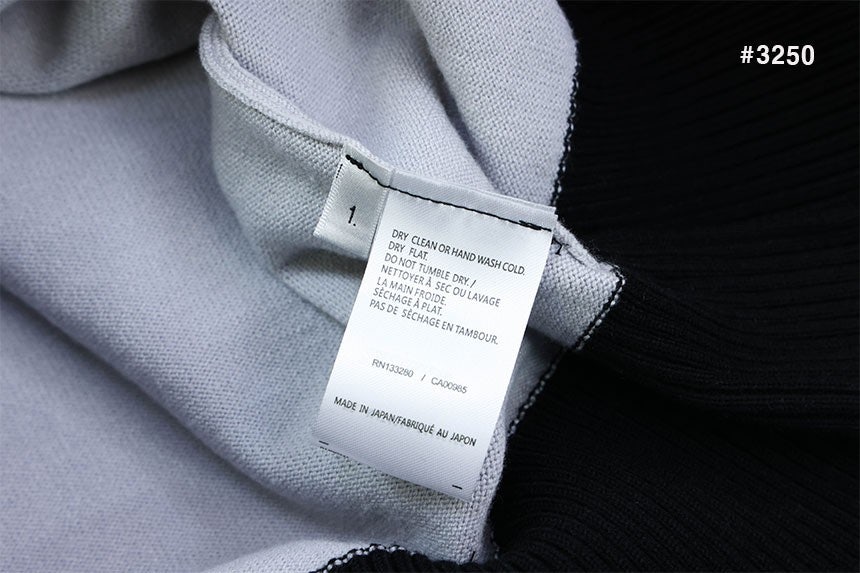 #3250
1.
DRY CLEAN OR HAND WASH COLD.
DRY FLAT.
DO NOT TUMBLE DRY. /
NETTOYER À SEC OU LAVAGE
LA MAIN FROIDE.
SÉCHAGE À PLAT.
PAS DE SÉCHAGE EN TAMBOUR.
RN133280 / CA00985
MADE IN JAPAN/FABRIQUÉ AU JAPON